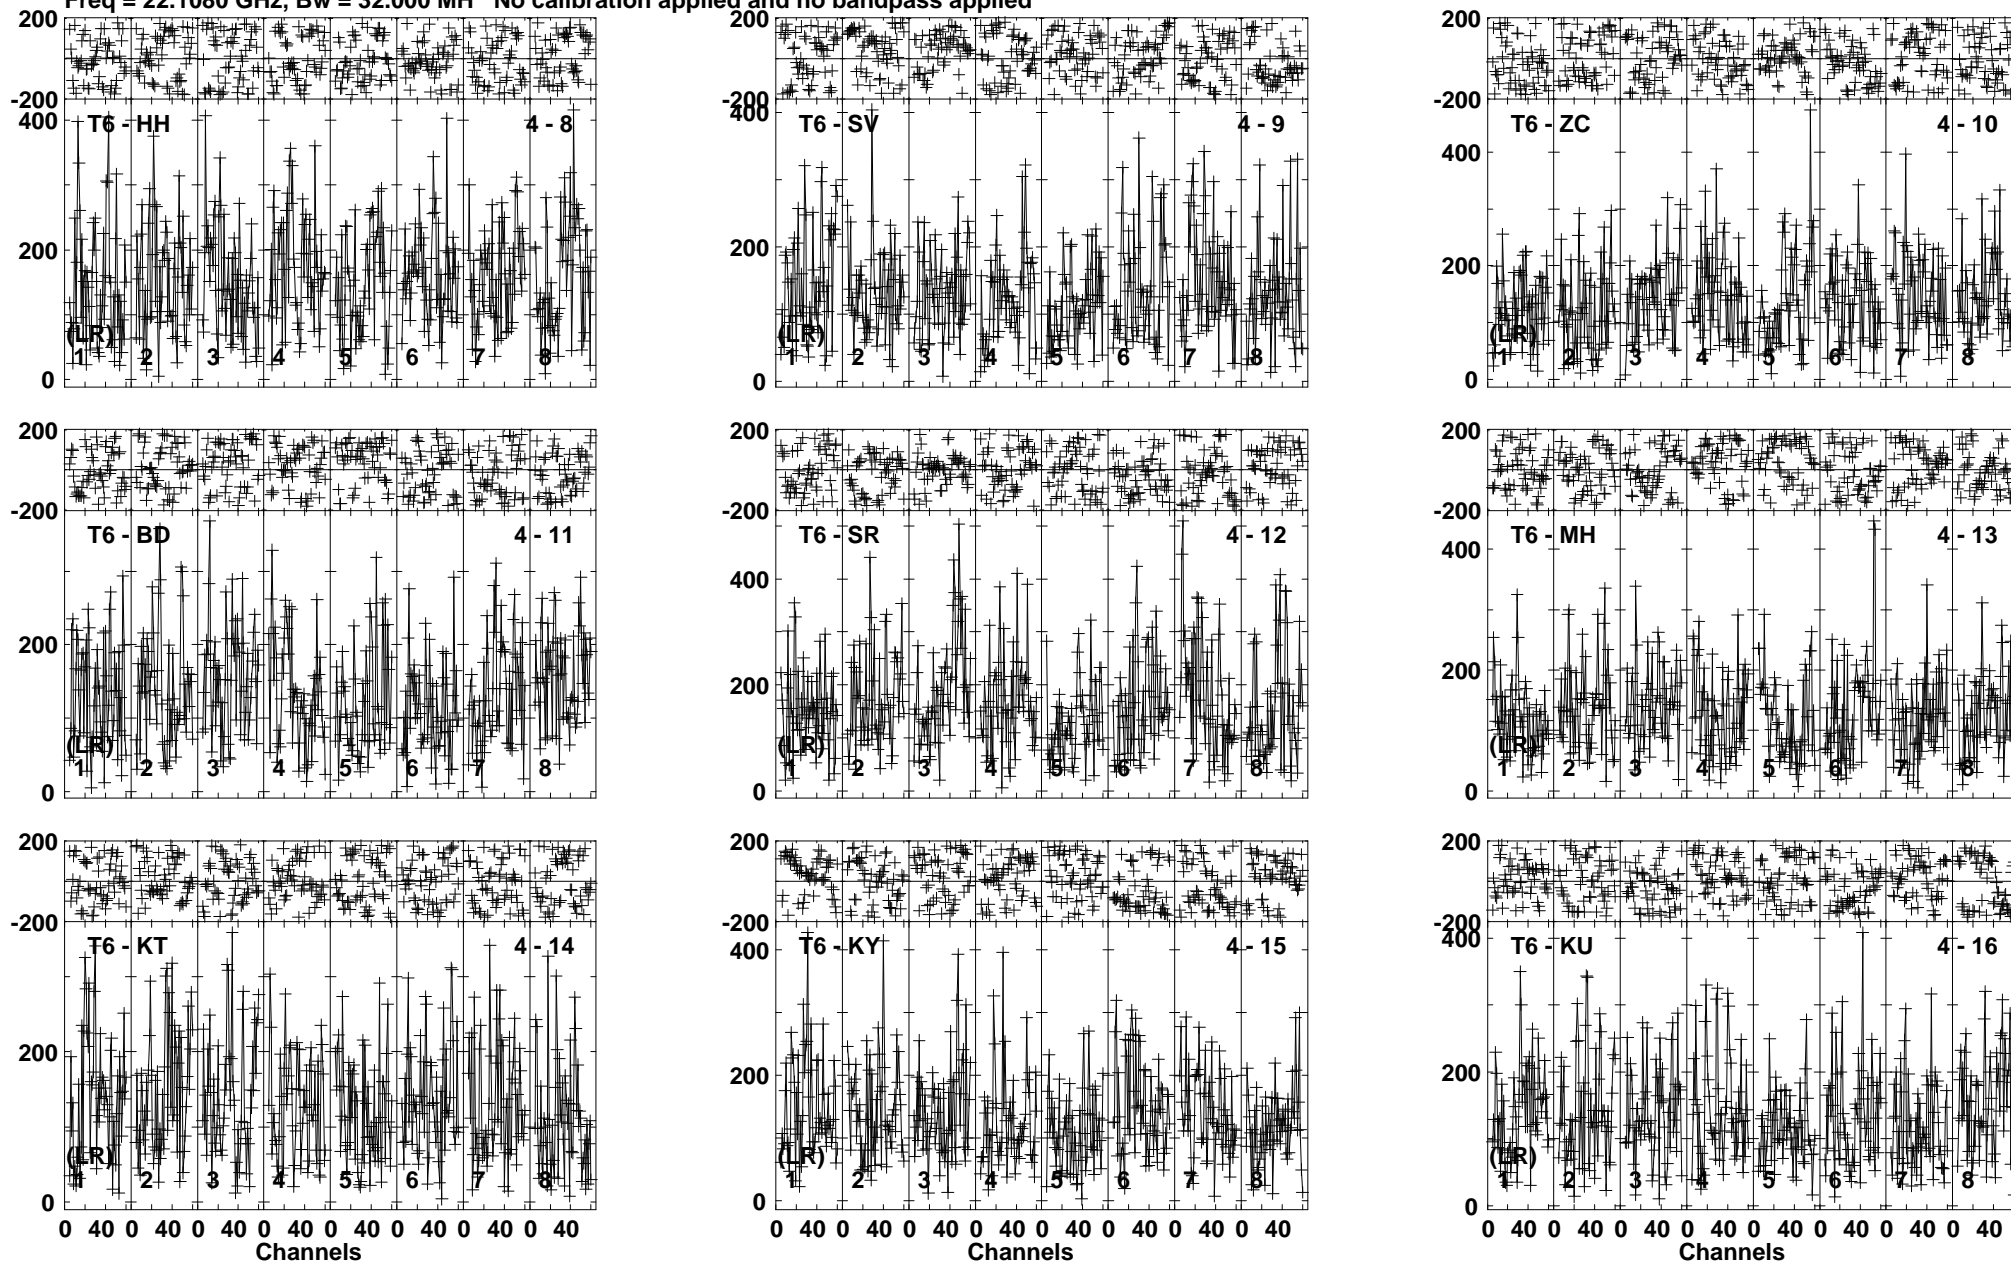 Freq = 22.1080 GHz, Bw = 32.000 MH No calibration applied and no bandpass applied
200 200 200
-200 -200 -200
T6 - HH 4 - 8 T6 - SV 4 - 9 T6 - ZC 4 - 10
400 400 400
200 200 200
(LR) (LR) (LR)
1 2 3 4 5 6 7 8 1 2 3 4 5 6 7 8 1 2 3 4 5 6 7 8
0 0 0
200 200 200
-200 -200 -200
T6 - BD 4 - 11 T6 - SR 4 - 12 T6 - MH 4 - 13
400 400
200 200 200
(LR) (LR) (LR)
1 2 3 4 5 6 7 8 1 2 3 4 5 6 7 8 1 2 3 4 5 6 7 8
0 0 0
200 200 200
-200 -200 -200
T6 - KT 4 - 14 T6 - KY 4 - 15 T6 - KU 4 - 16
400 400
200 200 200
(LR) (LR) (LR)
1 2 3 4 5 6 7 8 1 2 3 4 5 6 7 8 1 2 3 4 5 6 7 8
0 0 0
0 40 0 40 0 40 0 40 0 40 0 40 0 40 0 40 0 40 0 40 0 40 0 40 0 40 0 40 0 40 0 40 0 40 0 40 0 40 0 40 0 40 0 40 0 40 0 40
Channels Channels Channels